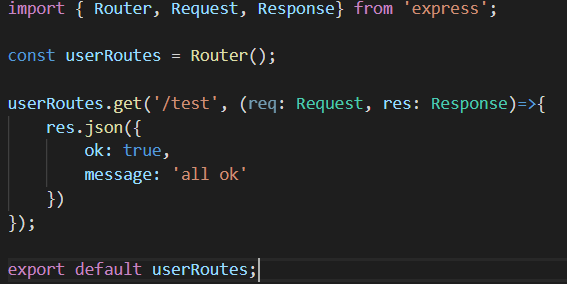 import { Router, Request, Response} from 'express';
const userRoutes = Router();
userRoutes.get('/test', (req: Request, res: Response)=>{
    res.json({
        ok: true,
        message: 'all ok'
    })
});
export default userRoutes;